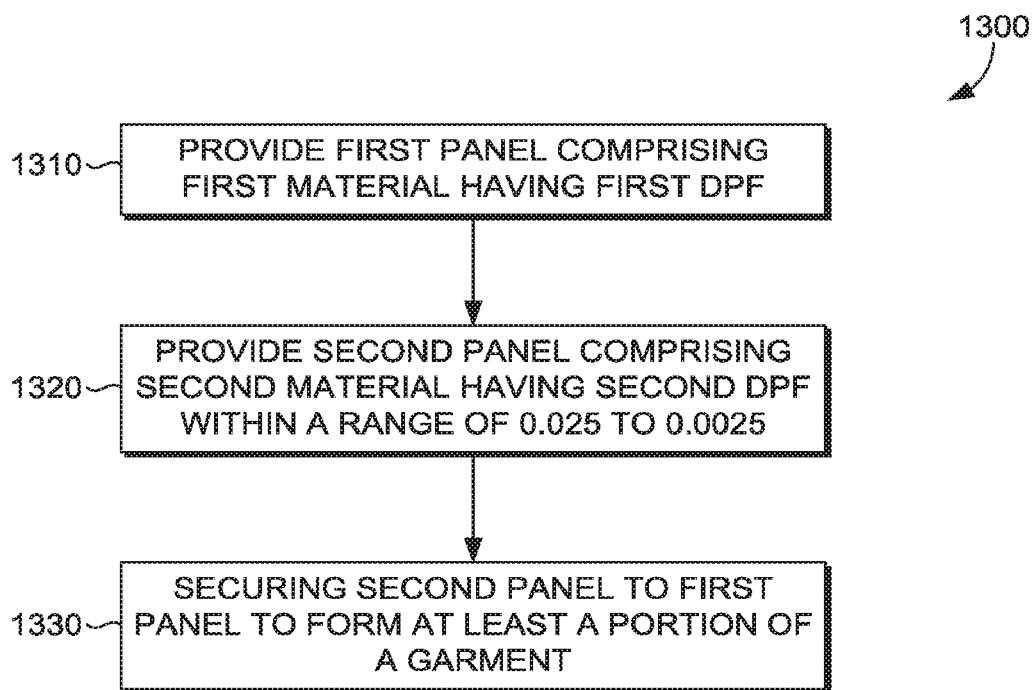 1300
1310
PROVIDE FIRST PANEL COMPRISING
FIRST MATERIAL HAVING FIRST DPF
1320
PROVIDE SECOND PANEL COMPRISING
SECOND MATERIAL HAVING SECOND DPF
WITHIN A RANGE OF 0.025 TO 0.0025
1330
SECURING SECOND PANEL TO FIRST
PANEL TO FORM AT LEAST A PORTION OF
A GARMENT